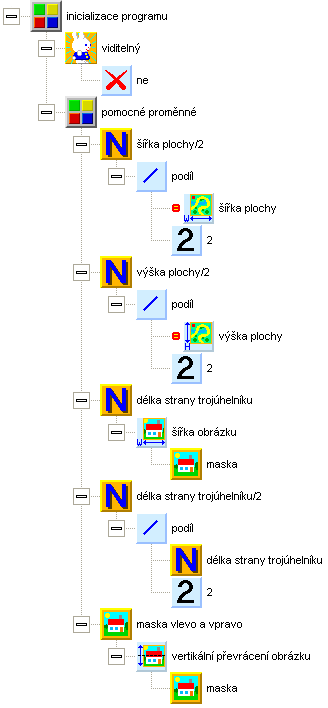 inicializace programu
viditelný
ne
pomocné proměnné
N šířka plochy/2
podíl
W šířka plochy
2 2
N výška plochy/2
podíl
H výška plochy
2 2
N délka strany trojúhelníku
W šířka obrázku
maska
N délka strany trojúhelníku/2
podíl
N délka strany trojúhelníku
2 2
maska vlevo a vpravo
vertikální převrácení obrázku
maska